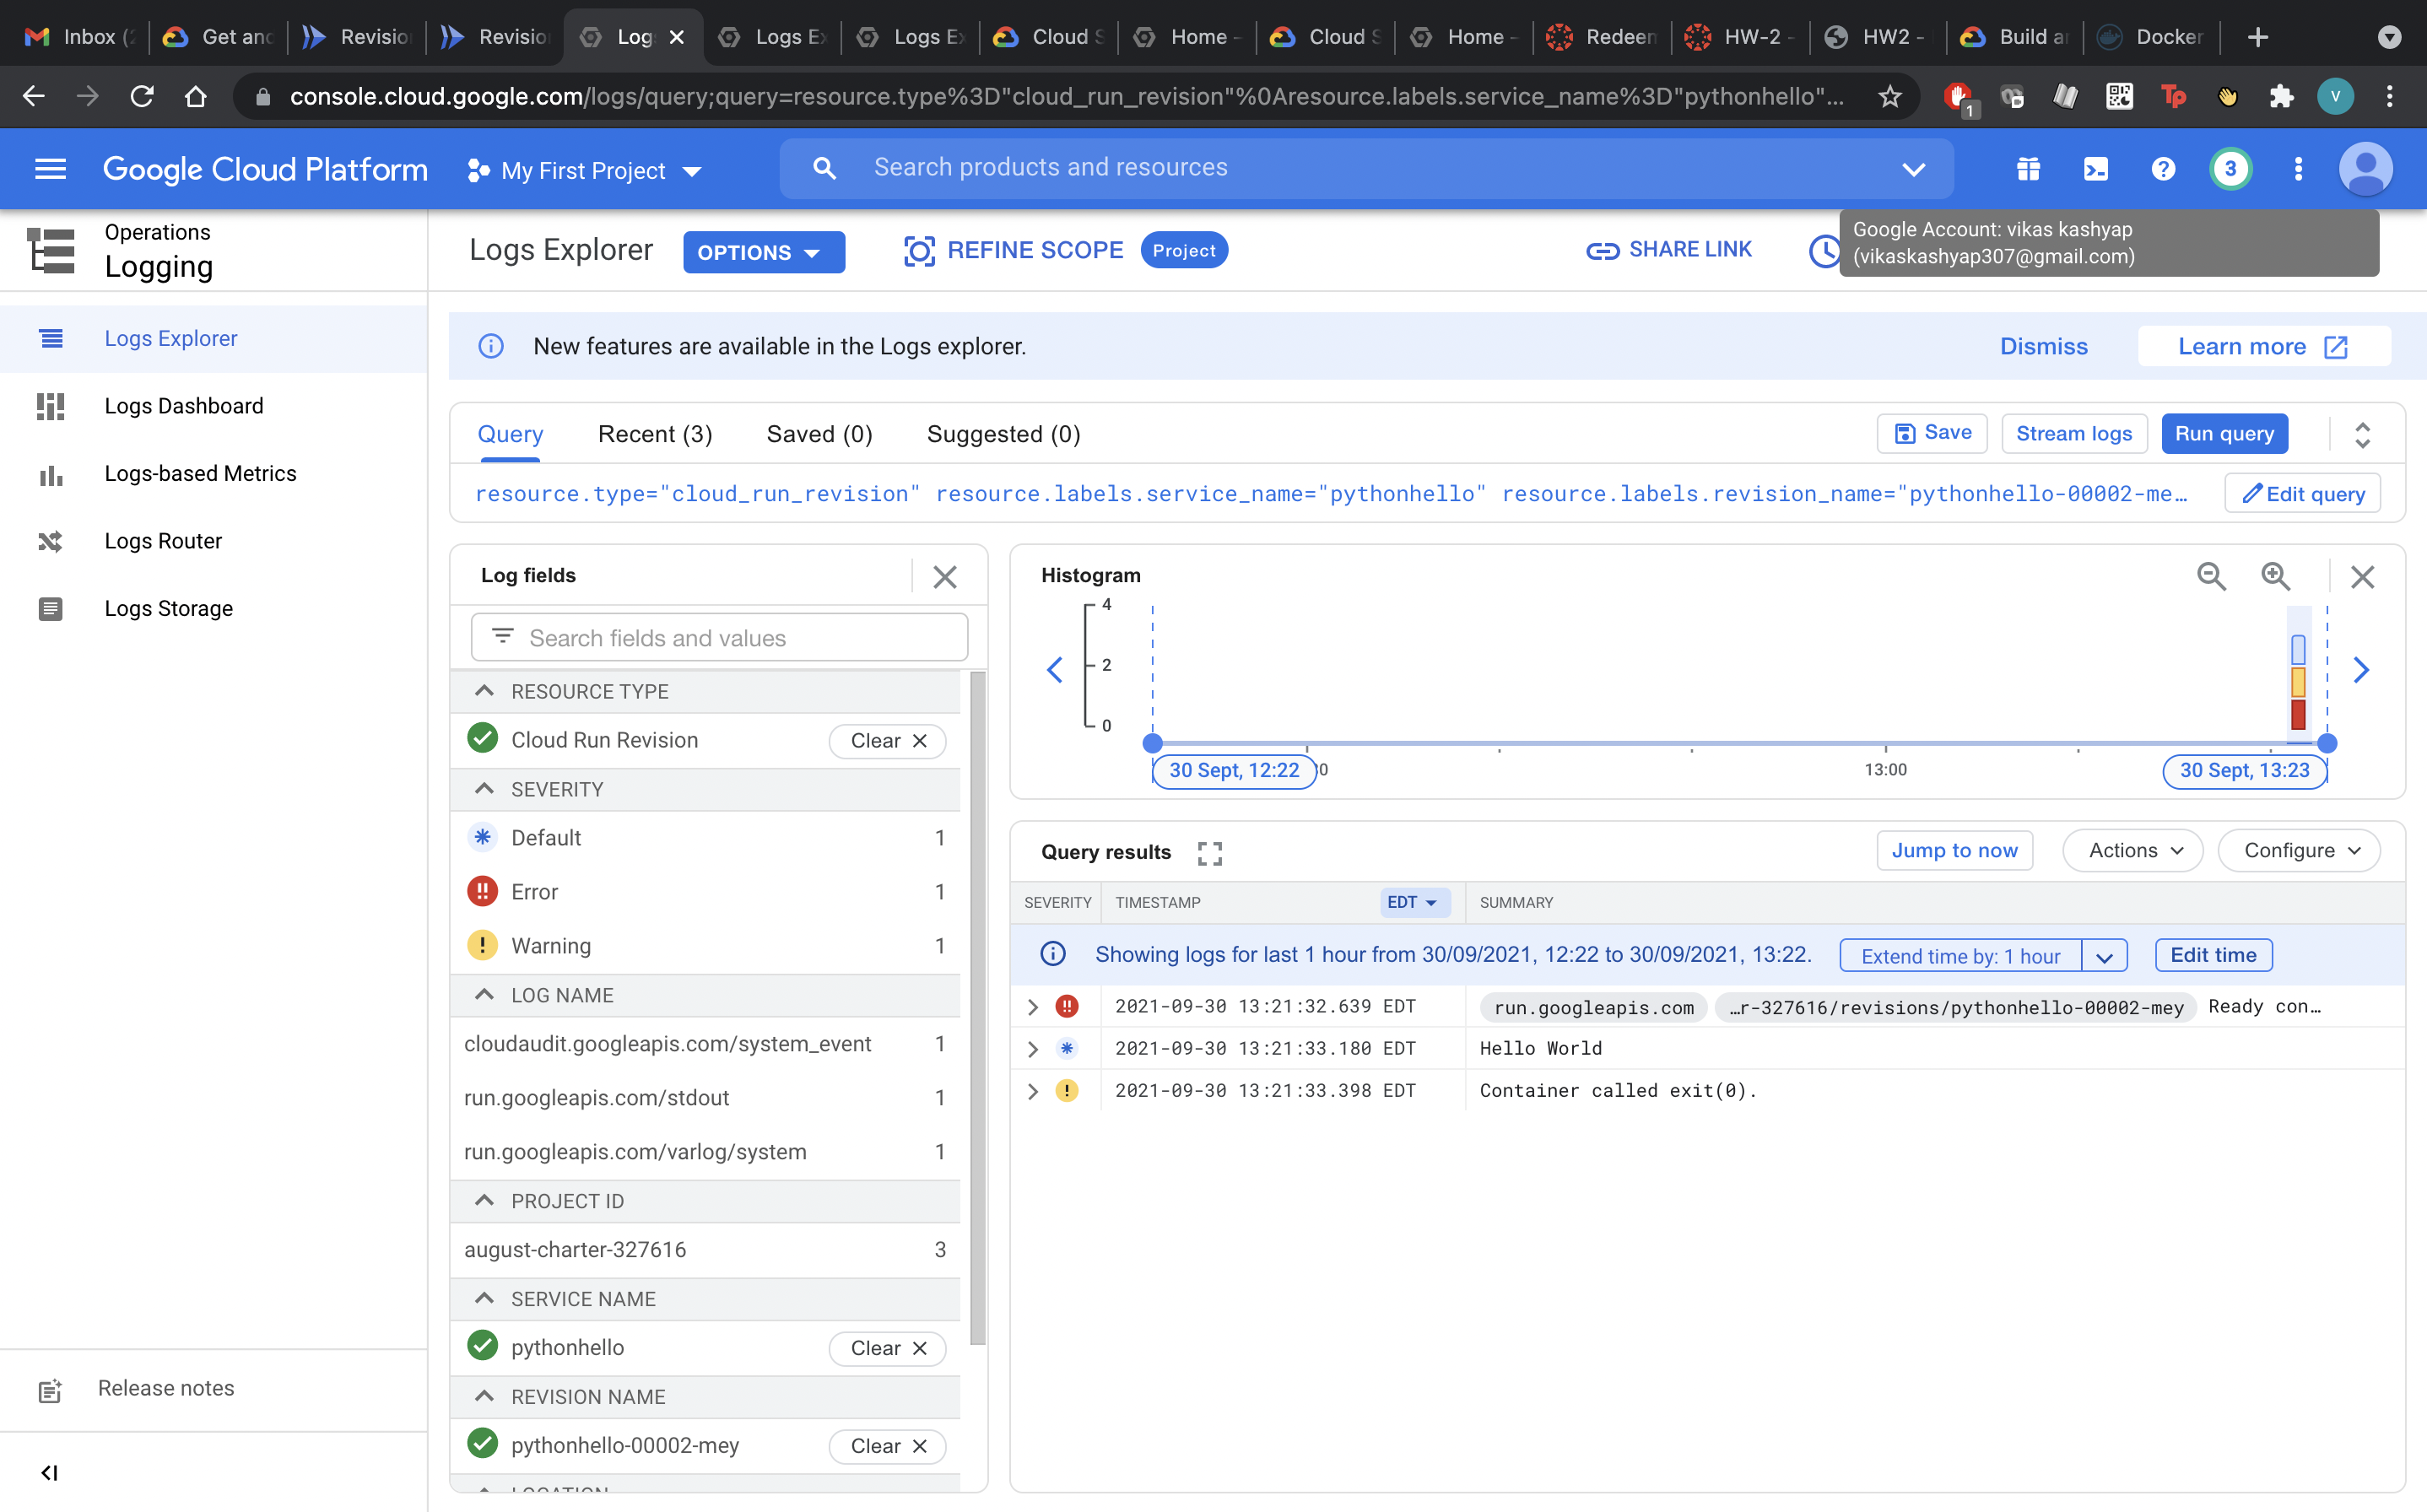 Inbox (
Get and
Revisio
Revisio
Log
Logs Ex
Logs Ex
Cloud S
Home -
Cloud S
Home -
Redeem
HW-2 -
HW2 -
Build a
Docker
console.cloud.google.com/logs/query;query=resource.type%3D"cloud_run_revision"%0Aresource.labels.service_name%3D"pythonhello"...
1
Tp
V
Google Cloud Platform
My First Project
Search products and resources
3
Operations
Logging
Logs Explorer
OPTIONS
REFINE SCOPE
Project
SHARE LINK
Google Account: vikas kashyap
(vikaskashyap307@gmail.com)
Logs Explorer
Logs Dashboard
Logs-based Metrics
Logs Router
Logs Storage
Release notes
New features are available in the Logs explorer.
Dismiss
Learn more
Query
Recent (3)
Saved (0)
Suggested (0)
Save
Stream logs
Run query
resource.type="cloud_run_revision" resource.labels.service_name="pythonhello" resource.labels.revision_name="pythonhello-00002-me…
Edit query
Log fields
Search fields and values
RESOURCE TYPE
Cloud Run Revision
Clear
SEVERITY
Default 1
Error 1
Warning 1
LOG NAME
cloudaudit.googleapis.com/system_event 1
run.googleapis.com/stdout 1
run.googleapis.com/varlog/system 1
PROJECT ID
august-charter-327616 3
SERVICE NAME
pythonhello
Clear
REVISION NAME
pythonhello-00002-mey
Clear
LOCATION
Histogram
4
2
0
30 Sept, 12:22
13:00
30 Sept, 13:23
Query results
Jump to now
Actions
Configure
SEVERITY TIMESTAMP EDT SUMMARY
Showing logs for last 1 hour from 30/09/2021, 12:22 to 30/09/2021, 13:22.
Extend time by: 1 hour
Edit time
2021-09-30 13:21:32.639 EDT run.googleapis.com …r-327616/revisions/pythonhello-00002-mey Ready con…
2021-09-30 13:21:33.180 EDT Hello World
2021-09-30 13:21:33.398 EDT Container called exit(0).